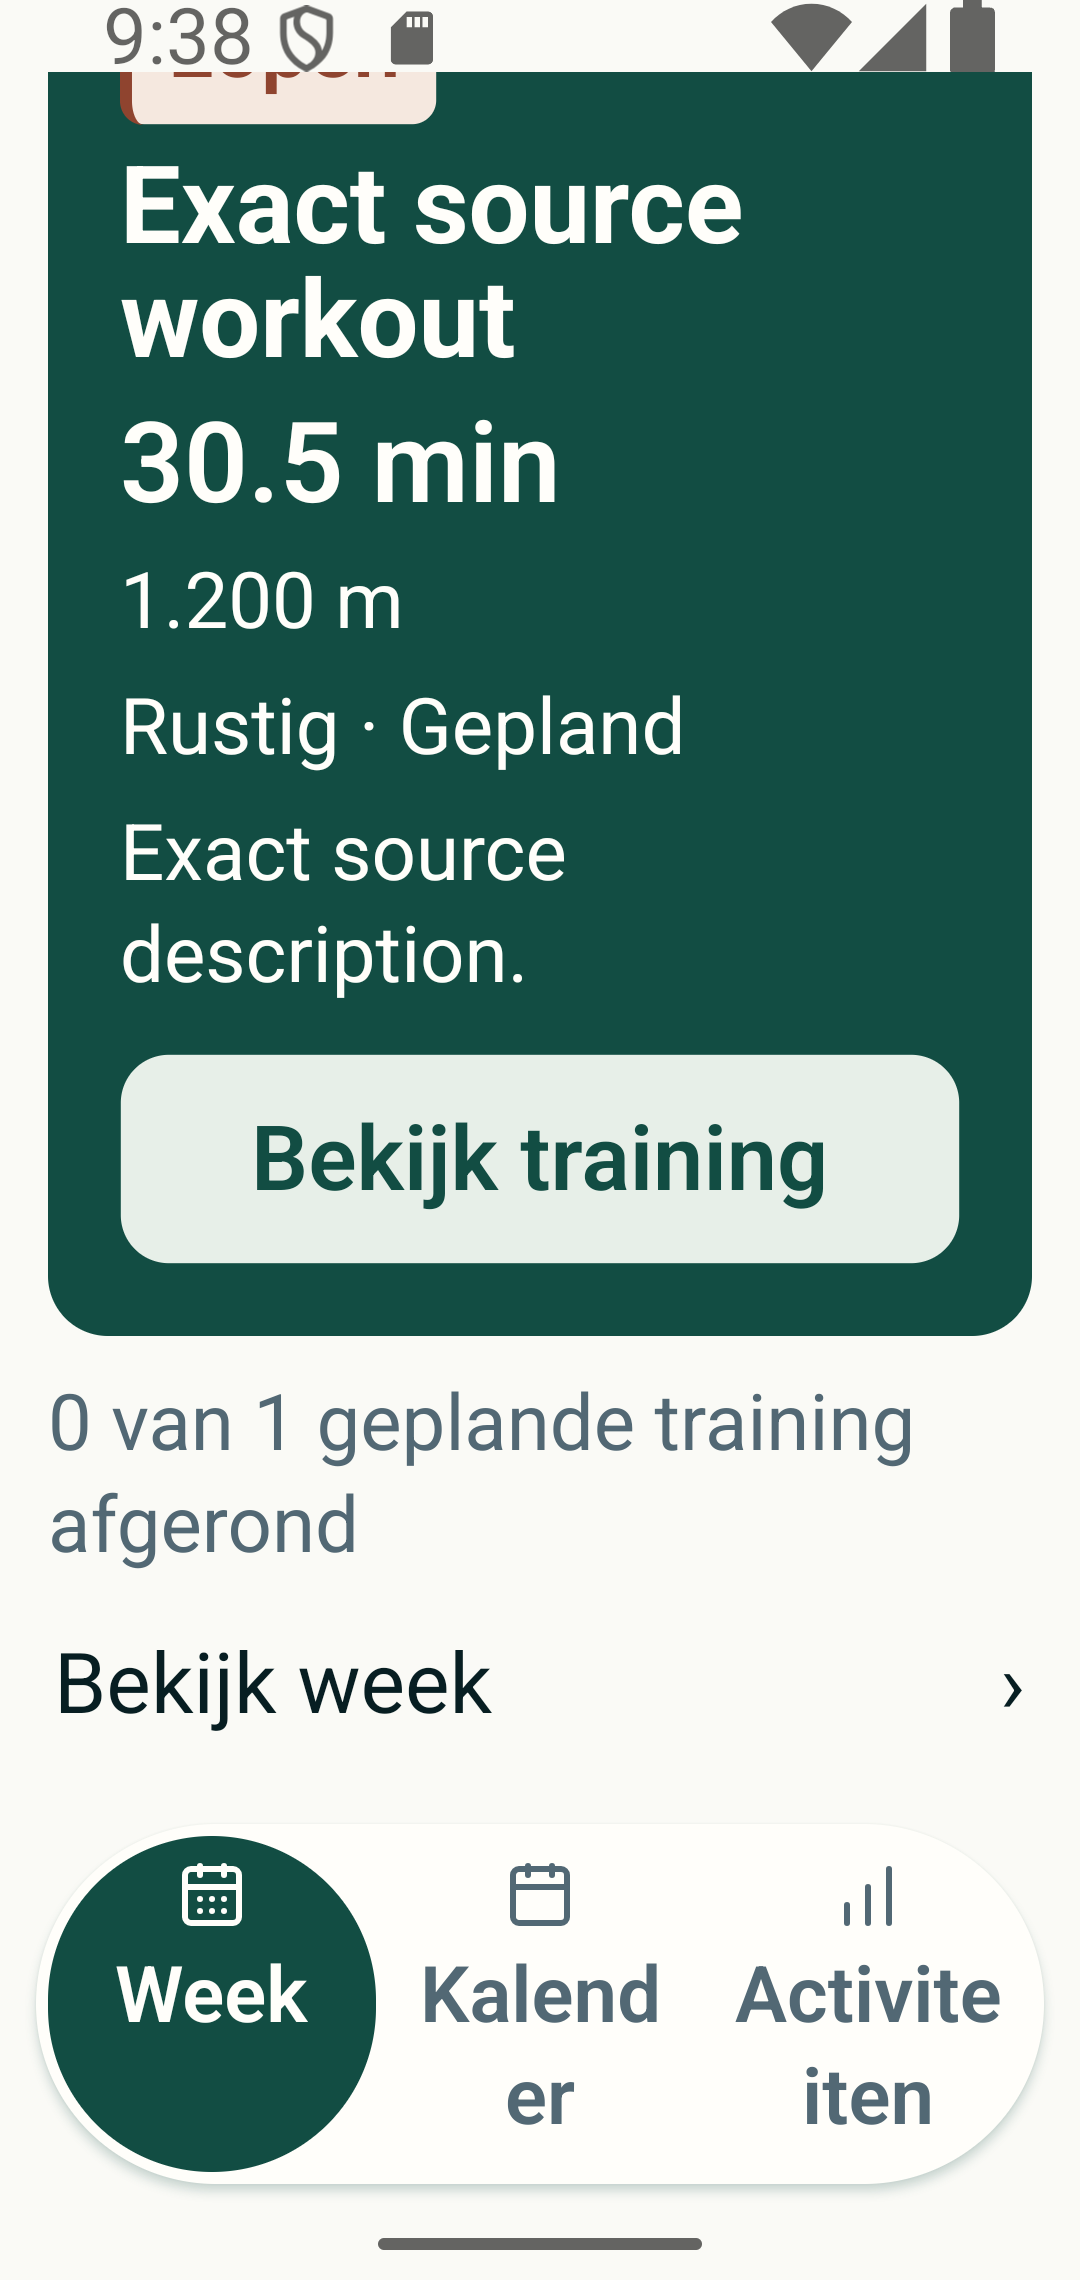 9:38
Exact source
workout
30.5 min
1.200 m
Rustig · Gepland
Exact source
description.
Bekijk training
0 van 1 geplande training
afgerond
Bekijk week ›
Week
Kalend
er
Activite
iten